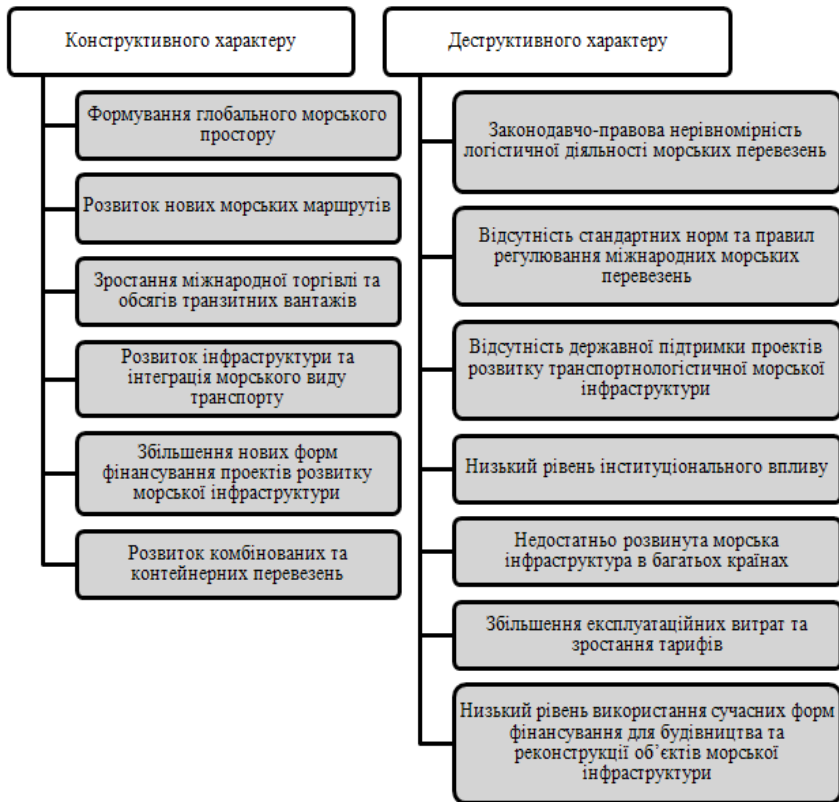 Конструктивного характеру
Формування глобального морського
простору
Розвиток нових морських маршрутів
Зростання міжнародної торгівлі та
обсягів транзитних вантажів
Розвиток інфраструктури та
інтеграція морського виду
транспорту
Збільшення нових форм
фінансування проектів розвитку
морської інфраструктури
Розвиток комбінованих та
контейнерних перевезень
Деструктивного характеру
Законодавчо-правова нерівномірність
логістичної діяльності морських перевезень
Відсутність стандартних норм та правил
регулювання міжнародних морських
перевезень
Відсутність державної підтримки проектів
розвитку транспортнологістичної морської
інфраструктури
Низький рівень інституціонального впливу
Недостатньо розвинута морська
інфраструктура в багатьох країнах
Збільшення експлуатаційних витрат та
зростання тарифів
Низький рівень використання сучасних форм
фінансування для будівництва та
реконструкції об’єктів морської
інфраструктури